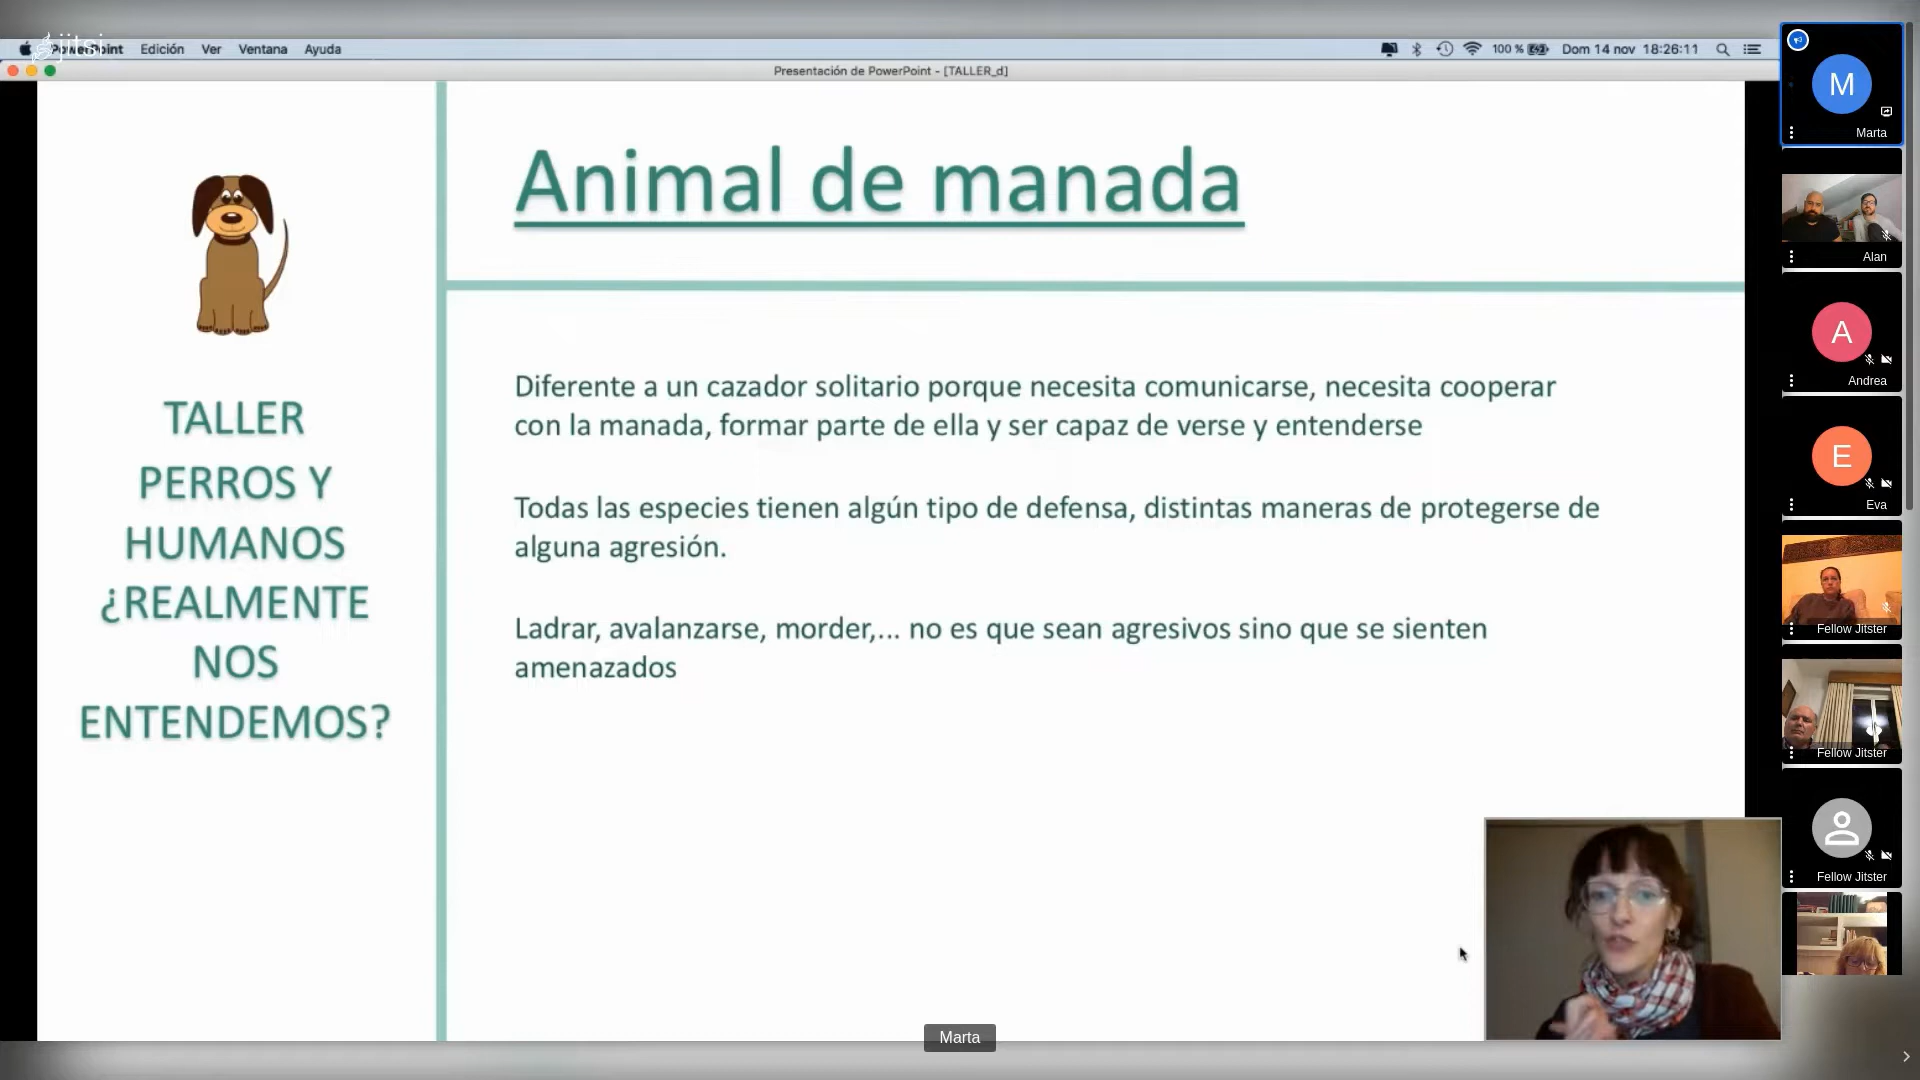 jitsi
PowerPoint Edición Ver Ventana Ayuda
100 % Dom 14 nov 18:26:11
Presentación de PowerPoint - [TALLER_d]
TALLER
PERROS Y
HUMANOS
¿REALMENTE
NOS
ENTENDEMOS?
Animal de manada
Diferente a un cazador solitario porque necesita comunicarse, necesita cooperar
con la manada, formar parte de ella y ser capaz de verse y entenderse
Todas las especies tienen algún tipo de defensa, distintas maneras de protegerse de
alguna agresión.
Ladrar, avalanzarse, morder,... no es que sean agresivos sino que se sienten
amenazados
Marta
M
Marta
Alan
A
Andrea
E
Eva
Fellow Jitster
Fellow Jitster
Fellow Jitster